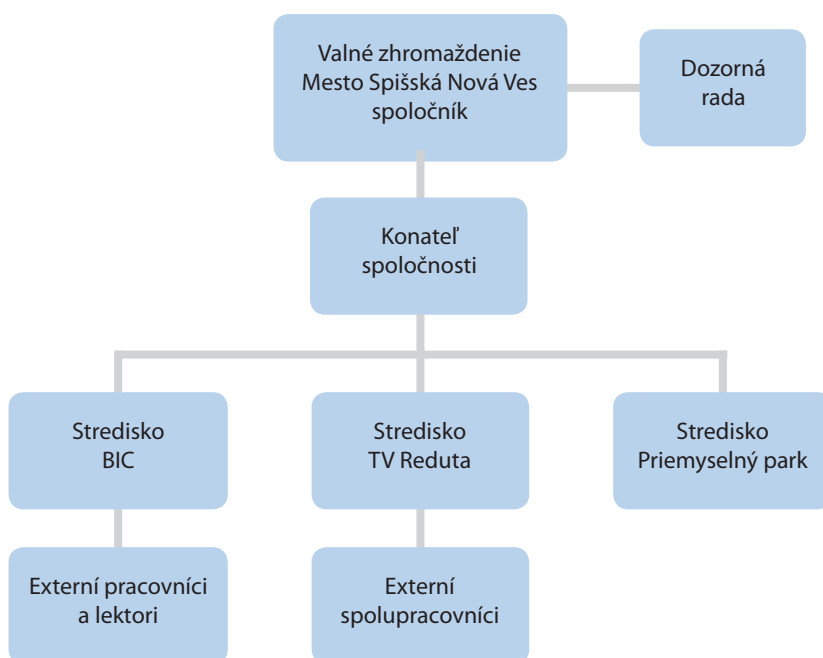 Valné zhromaždenie
Mesto Spišská Nová Ves
spoločník
Dozorná
rada
Konateľ
spoločnosti
Stredisko
BIC
Stredisko
TV Reduta
Stredisko
Priemyselný park
Externí pracovníci
a lektori
Externí
spolupracovníci